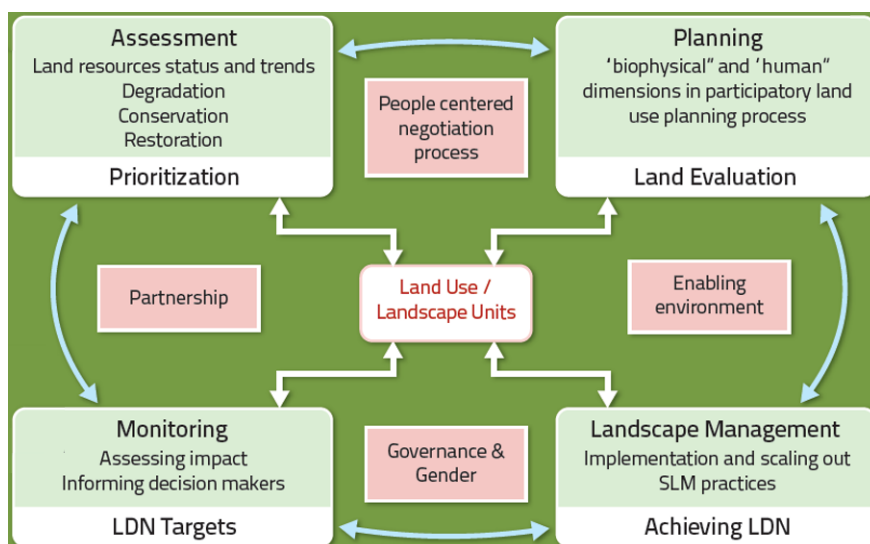 Assessment
Land resources status and trends
Degradation
Conservation
Restoration
Prioritization
People centered
negotiation
process
Planning
‘biophysical” and ‘human”
dimensions in participatory land
use planning process
Land Evaluation
Partnership
Land Use /
Landscape Units
Enabling
environment
Monitoring
Assessing impact
Informing decision makers
LDN Targets
Governance &
Gender
Landscape Management
Implementation and scaling out
SLM practices
Achieving LDN